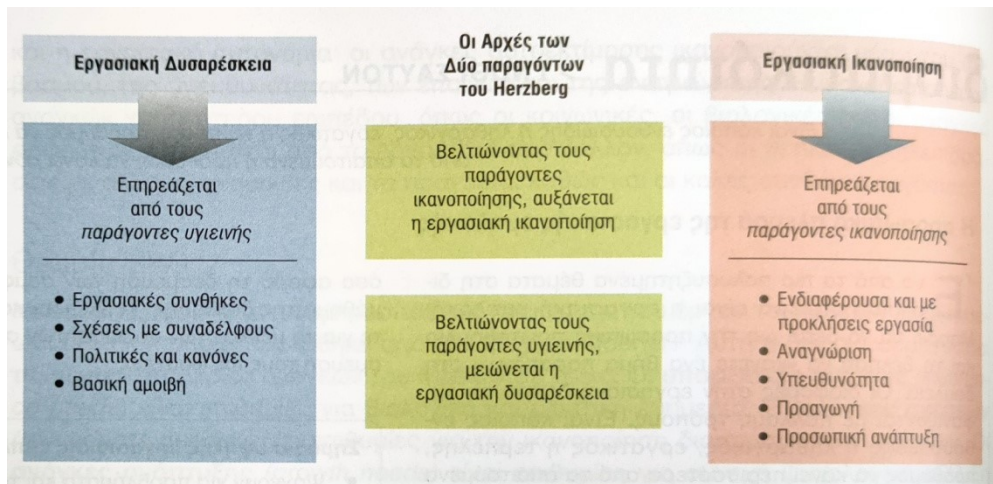 Εργασιακή Δυσαρέσκεια
Επηρεάζεται
από τους
παράγοντες υγιεινής
• Εργασιακές συνθήκες
• Σχέσεις με συναδέλφους
• Πολιτικές και κανόνες
• Βασική αμοιβή
Οι Αρχές των
Δύο παραγόντων
του Herzberg
Βελτιώνοντας τους
παράγοντες
ικανοποίησης, αυξάνεται
η εργασιακή ικανοποίηση
Βελτιώνοντας τους
παράγοντες υγιεινής,
μειώνεται η
εργασιακή δυσαρέσκεια
Εργασιακή Ικανοποίηση
Επηρεάζεται
από τους
παράγοντες ικανοποίησης
• Ενδιαφέρουσα και με
προκλήσεις εργασία
• Αναγνώριση
• Υπευθυνότητα
• Προαγωγή
• Προσωπική ανάπτυξη